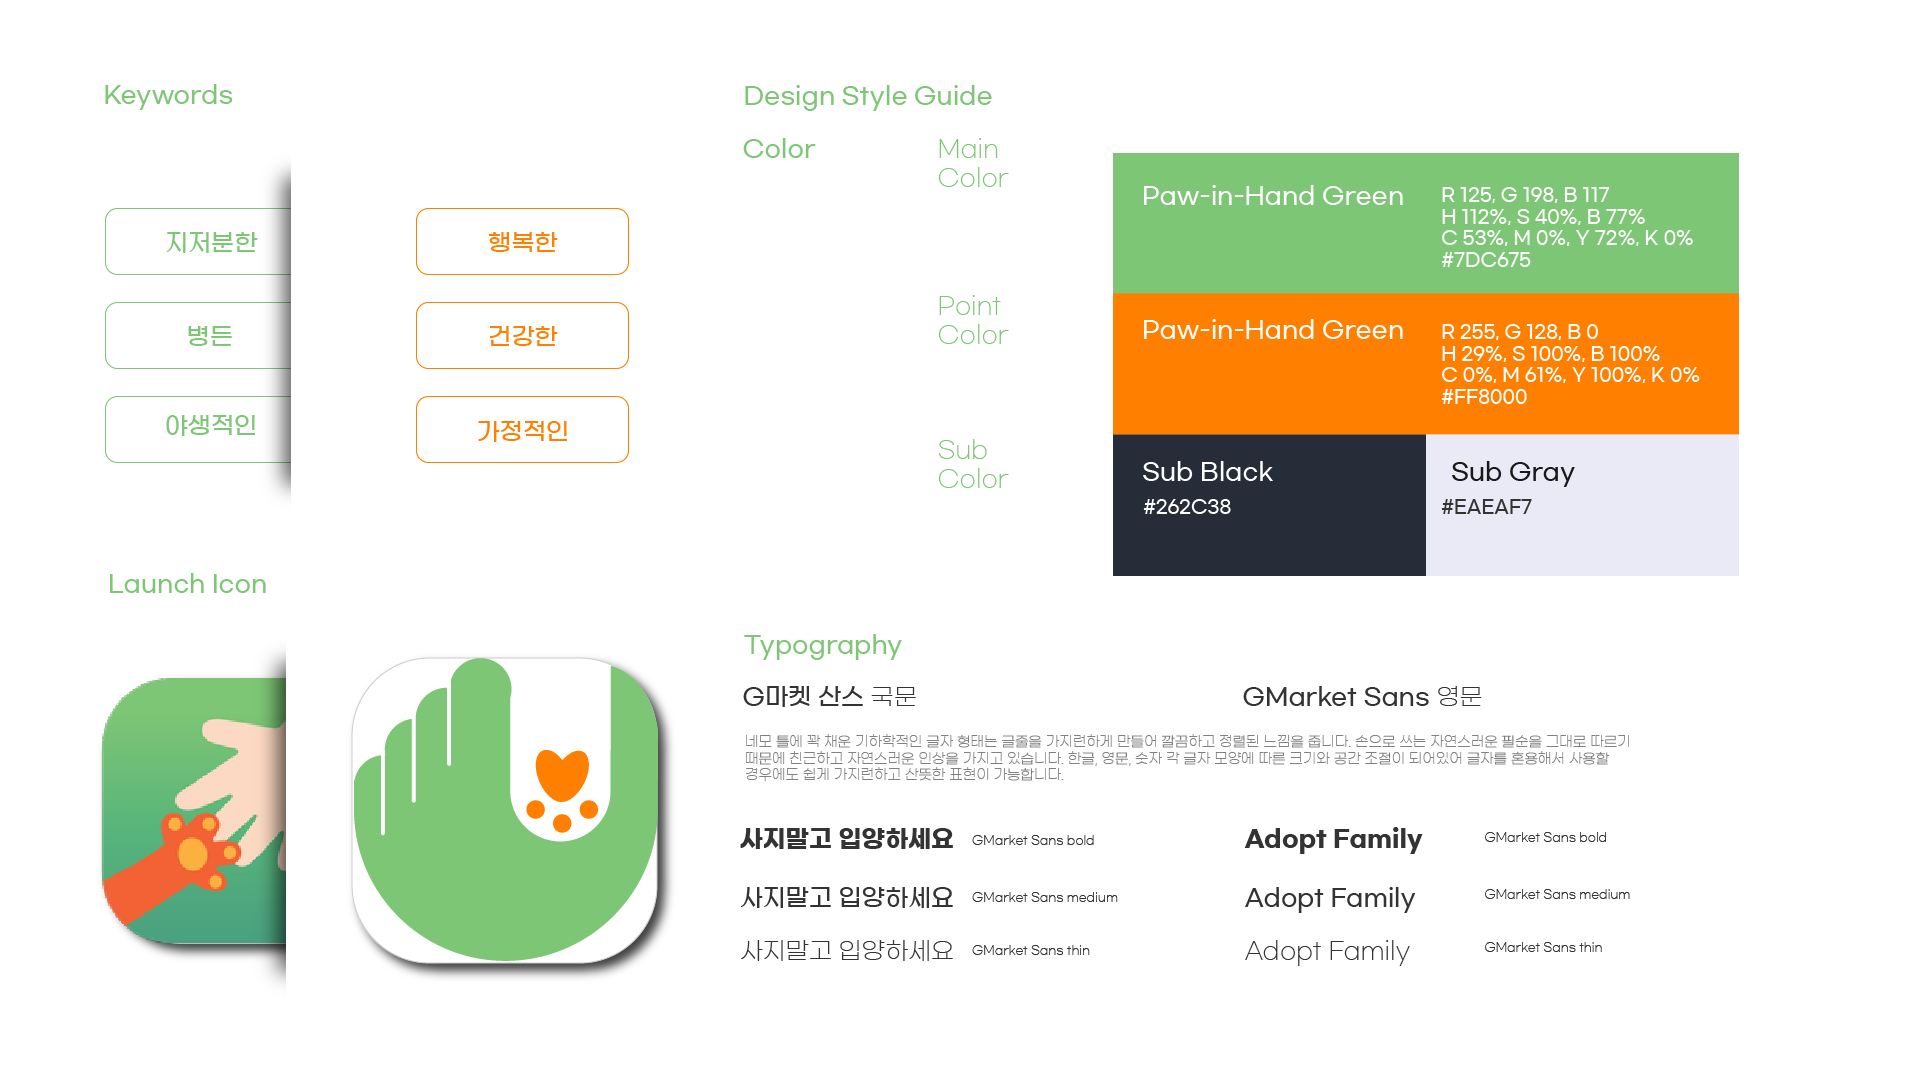 Keywords
지저분한
병든
야생적인
행복한
건강한
가정적인
Launch Icon
Design Style Guide
Color
Main
Color
Paw-in-Hand Green
R 125, G 198, B 117
H 112%, S 40%, B 77%
C 53%, M 0%, Y 72%, K 0%
#7DC675
Point
Color
Paw-in-Hand Green
R 255, G 128, B 0
H 29%, S 100%, B 100%
C 0%, M 61%, Y 100%, K 0%
#FF8000
Sub
Color
Sub Black
#262C38
Sub Gray
#EAEAF7
Typography
G마켓 산스 국문
GMarket Sans 영문
네모 틀에 꽉 채운 기하학적인 글자 형태는 글줄을 가지런하게 만들어 깔끔하고 정렬된 느낌을 줍니다. 손으로 쓰는 자연스러운 필순을 그대로 따르기
때문에 친근하고 자연스러운 인상을 가지고 있습니다. 한글, 영문, 숫자 각 글자 모양에 따른 크기와 공간 조절이 되어있어 글자를 혼용해서 사용할
경우에도 쉽게 가지런하고 산뜻한 표현이 가능합니다.
사지말고 입양하세요 GMarket Sans bold
Adopt Family GMarket Sans bold
사지말고 입양하세요 GMarket Sans medium
Adopt Family GMarket Sans medium
사지말고 입양하세요 GMarket Sans thin
Adopt Family GMarket Sans thin